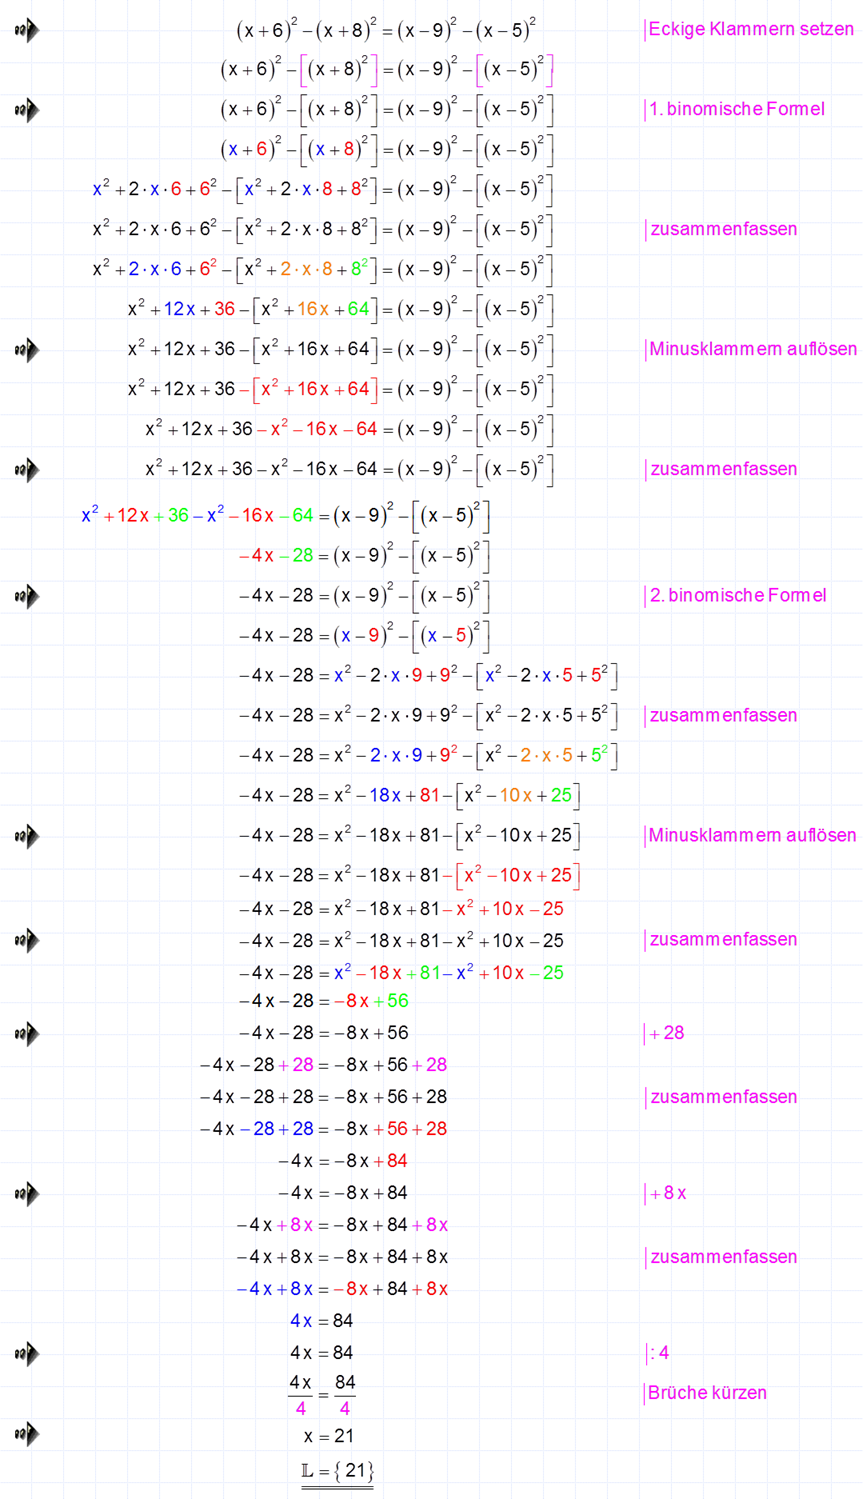 (x+6)² −(x+8)² =(x−9)² −(x−5)² |Eckige Klammern setzen
(x+6)² −[(x+8)²]=(x−9)² −[(x−5)²]
(x+6)² −[(x+8)²]=(x−9)² −[(x−5)²] |1. binomische Formel
(x+6)² −[(x+8)²]=(x−9)² −[(x−5)²]
x² +2·x·6+6² −[x² +2·x·8+8²]=(x−9)² −[(x−5)²]
x² +2·x·6+6² −[x² +2·x·8+8²]=(x−9)² −[(x−5)²] |zusammenfassen
x² +2·x·6+6² −[x² +2·x·8+8²]=(x−9)² −[(x−5)²]
x² +12x+36−[x² +16x+64]=(x−9)² −[(x−5)²]
x² +12x+36−[x² +16x+64]=(x−9)² −[(x−5)²] |Minusklammern auflösen
x² +12x+36−[x² +16x+64]=(x−9)² −[(x−5)²]
x² +12x+36−x² −16x−64=(x−9)² −[(x−5)²]
x² +12x+36−x² −16x−64=(x−9)² −[(x−5)²] |zusammenfassen
x² +12x+36−x² −16x−64=(x−9)² −[(x−5)²]
−4x−28=(x−9)² −[(x−5)²]
−4x−28=(x−9)² −[(x−5)²] |2. binomische Formel
−4x−28=(x−9)² −[(x−5)²]
−4x−28=x² −2·x·9+9² −[x² −2·x·5+5²]
−4x−28=x² −2·x·9+9² −[x² −2·x·5+5²] |zusammenfassen
−4x−28=x² −2·x·9+9² −[x² −2·x·5+5²]
−4x−28=x² −18x+81−[x² −10x+25]
−4x−28=x² −18x+81−[x² −10x+25] |Minusklammern auflösen
−4x−28=x² −18x+81−[x² −10x+25]
−4x−28=x² −18x+81−x² +10x−25
−4x−28=x² −18x+81−x² +10x−25 |zusammenfassen
−4x−28=x² −18x+81−x² +10x−25
−4x−28=−8x+56
−4x−28=−8x+56 |+28
−4x−28+28=−8x+56+28
−4x−28+28=−8x+56+28 |zusammenfassen
−4x−28+28=−8x+56+28
−4x=−8x+84
−4x=−8x+84 |+8x
−4x+8x=−8x+84+8x
−4x+8x=−8x+84+8x |zusammenfassen
−4x+8x=−8x+84+8x
4x=84
4x=84 |:4
4x/4=84/4 |Brüche kürzen
x=21
𝕃={21}